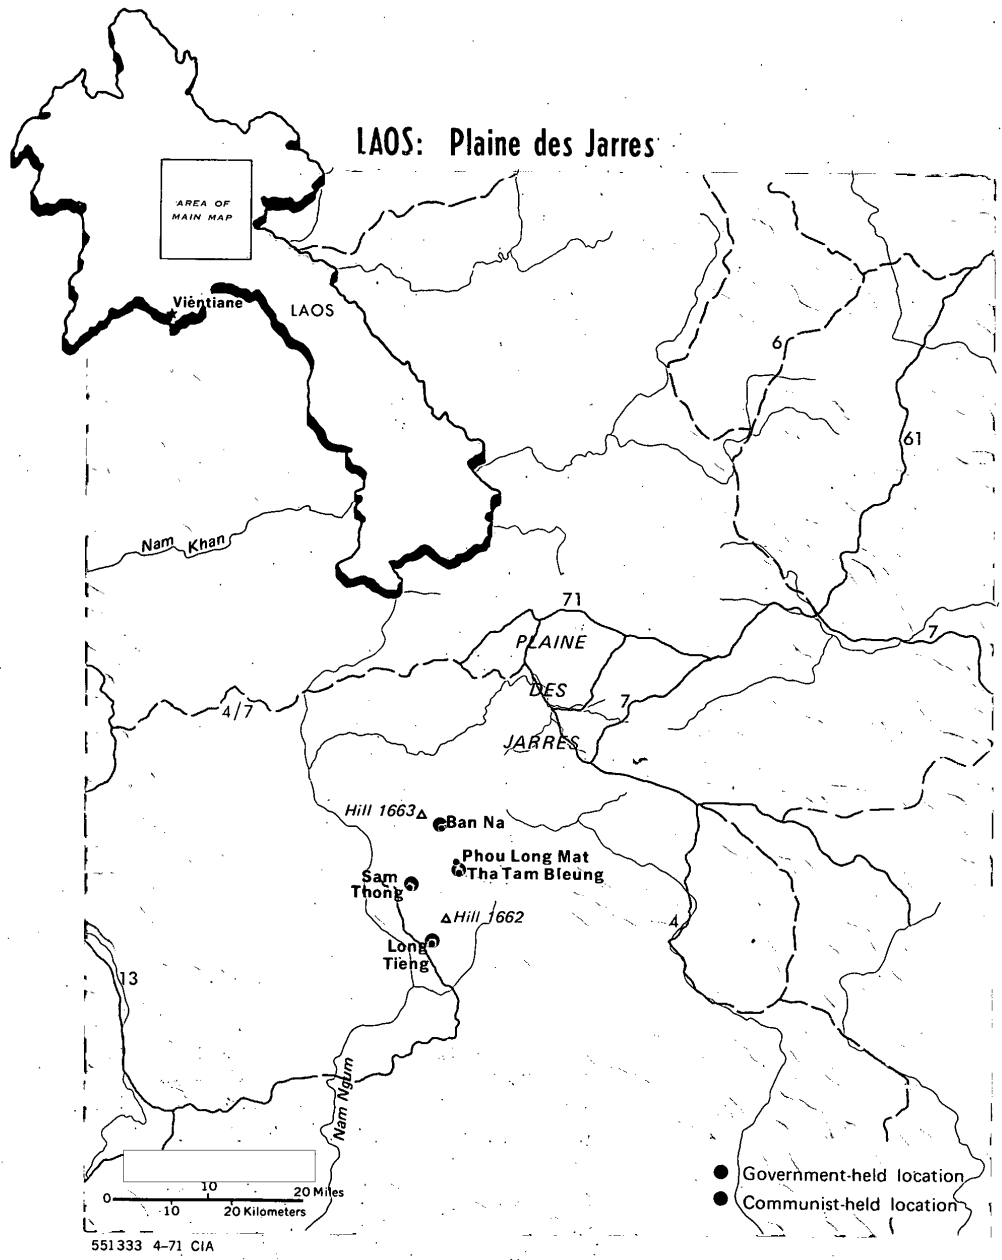 LAOS: Plaine des Jarres
AREA OF
MAIN MAP
Vientiane
LAOS
6
61
Nam Khan
71
PLAINE
7
DES
4/7
7
JARRES
Hill 1663
Ban Na
Phou Long Mat
Tha Tam Bleung
Sam
Thong
Hill 1662
4
Long
Tieng
13
Nam Ngum
Government-held location
Communist-held location
0 10 20 Miles
10 20 Kilometers
551333 4-71 CIA